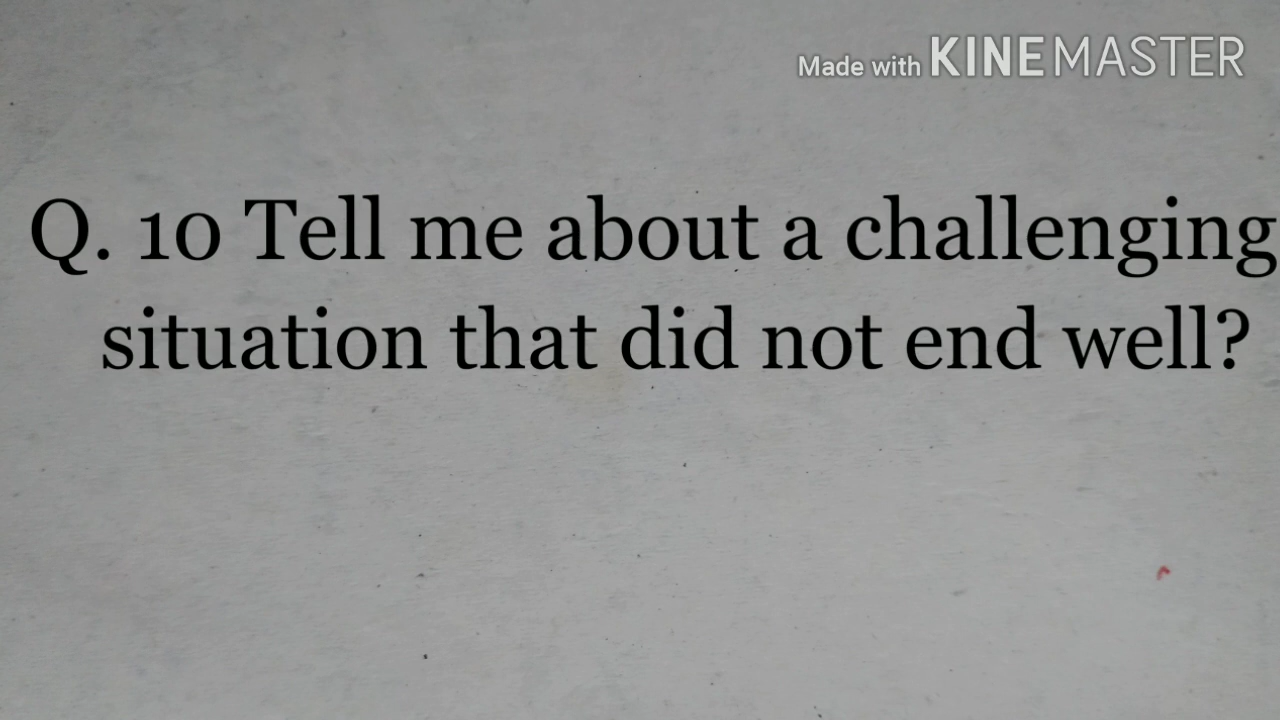 Made with KINEMASTER
Q. 10 Tell me about a challenging
situation that did not end well?